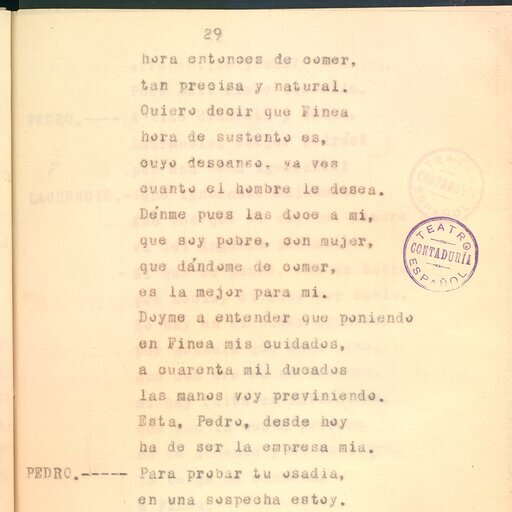 29
hora entonces de comer,
tan precisa y natural.
Quiero decir que Finea
hora de sustento es,
cuyo descanso, ya ves
cuanto el hombre le desea.
Dénme pues las doce a mi,
que soy pobre, con mujer,
que dándome de comer,
es la mejor para mi.
Doyme a entender que poniendo
en Finea mis cuidados,
a cuarenta mil ducados
las manos voy previniendo.
Esta, Pedro, desde hoy
ha de ser la empresa mia.
PEDRO.----- Para probar tu osadia,
en una sospecha estoy.
TEATRO
CONTADURÍA
ESPAÑOL
TEATRO
CONTADURÍA
ESPAÑOL